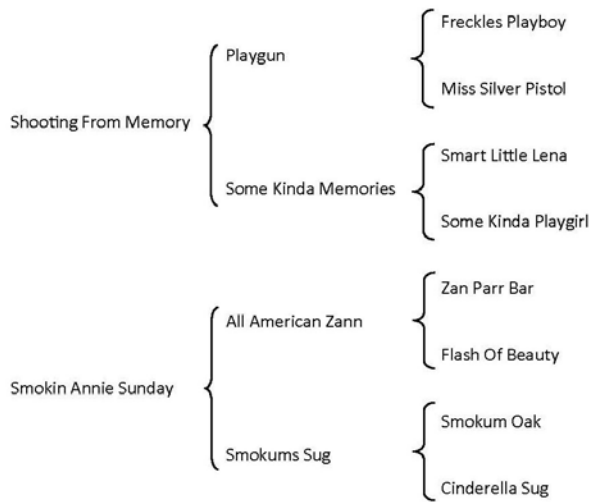 Freckles Playboy
Playgun
Miss Silver Pistol
Shooting From Memory
Smart Little Lena
Some Kinda Memories
Some Kinda Playgirl
Zan Parr Bar
All American Zann
Flash Of Beauty
Smokin Annie Sunday
Smokum Oak
Smokums Sug
Cinderella Sug